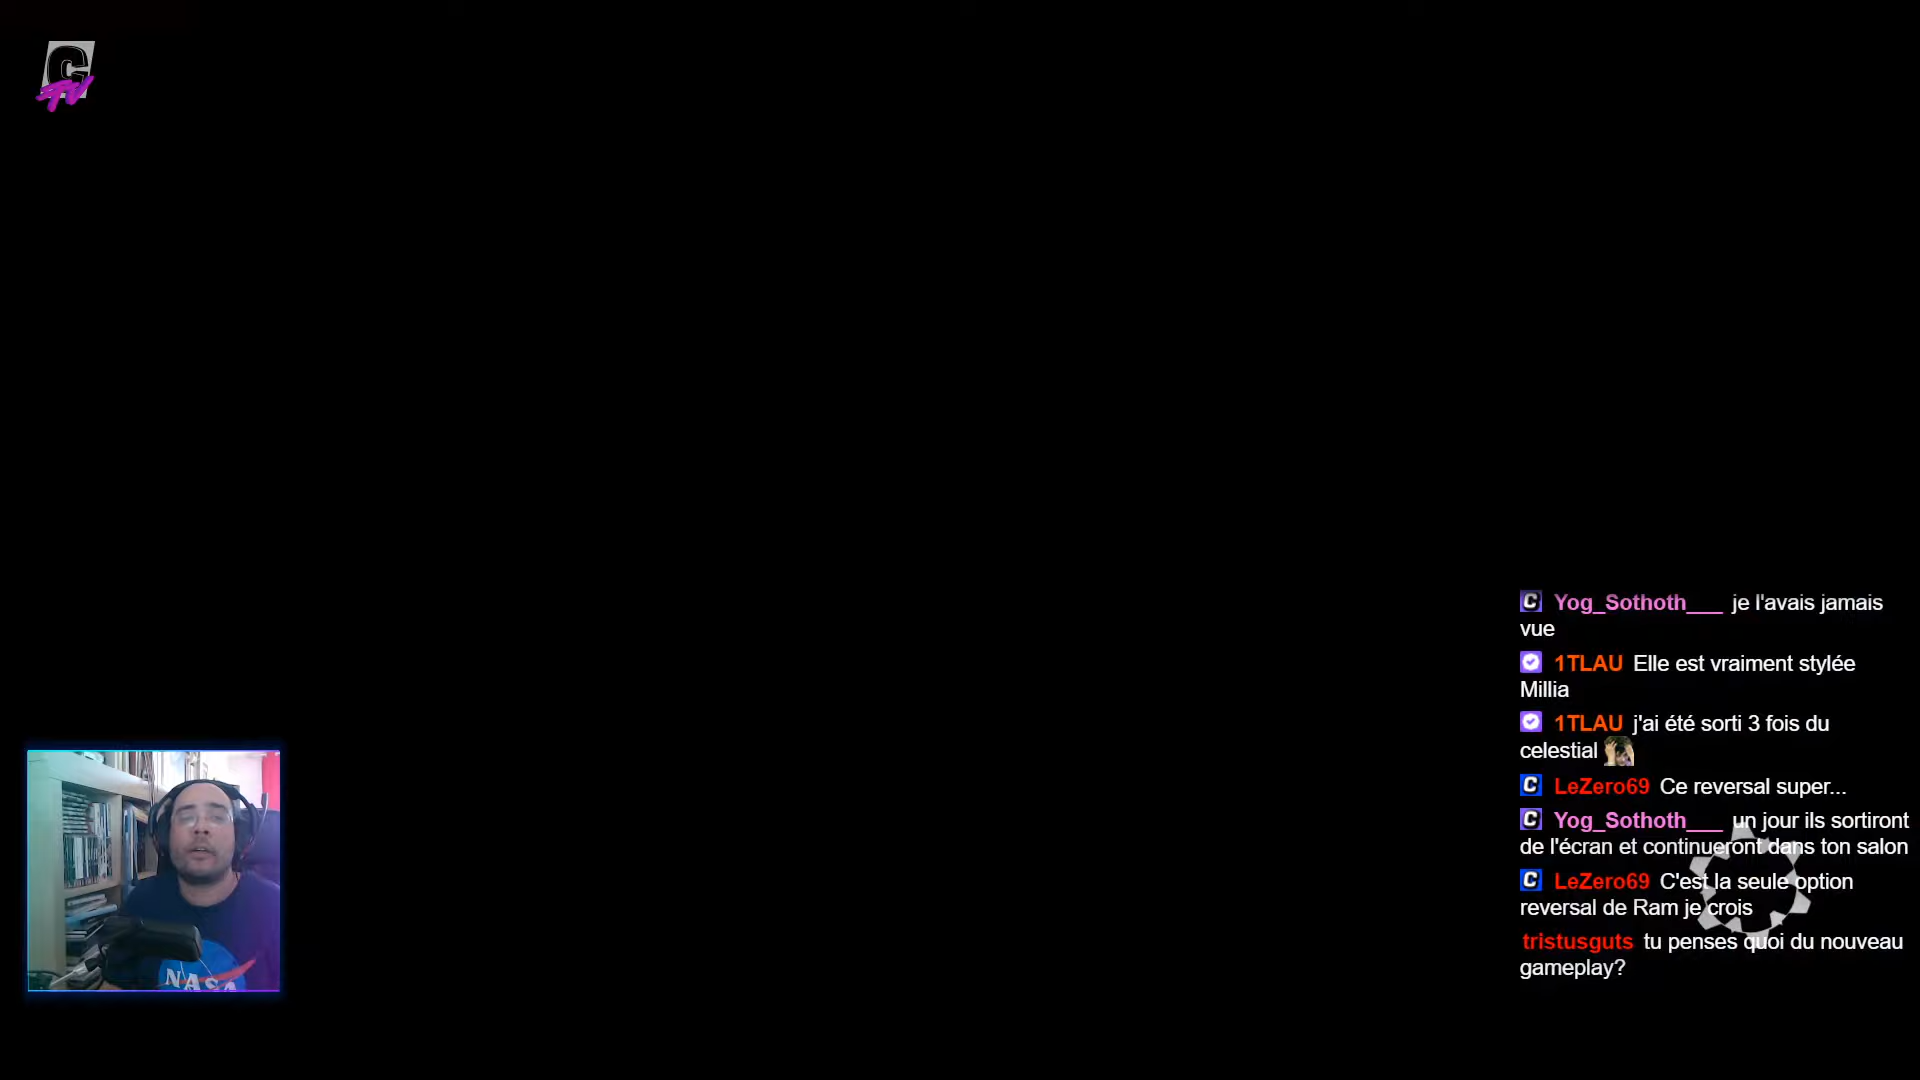 C
TV
Yog_Sothoth___ je l'avais jamais
vue
1TLAU Elle est vraiment stylée
Millia
1TLAU j'ai été sorti 3 fois du
celestial
LeZero69 Ce reversal super...
Yog_Sothoth___ un jour ils sortiront
de l'écran et continueront dans ton salon
LeZero69 C'est la seule option
reversal de Ram je crois
tristusguts tu penses quoi du nouveau
gameplay?
NASA